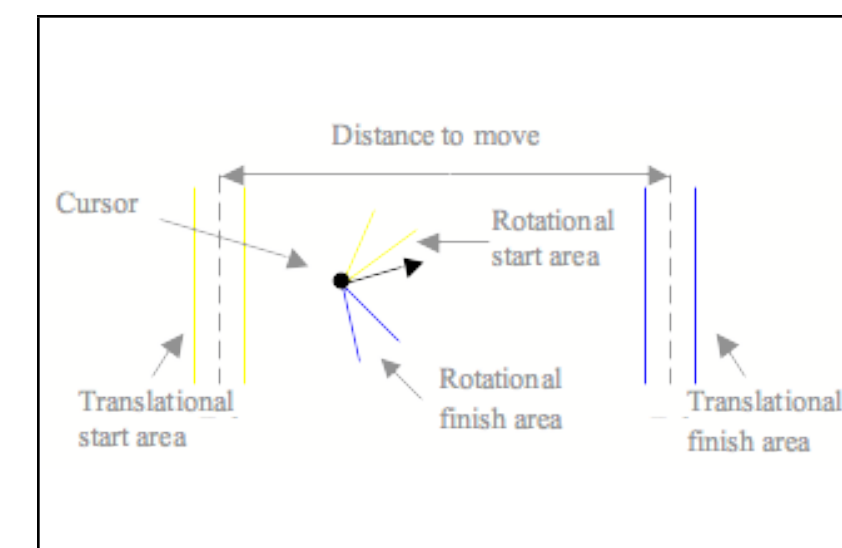 Distance to move
Cursor
Rotational
start area
Rotational
finish area
Translational
start area
Translational
finish area